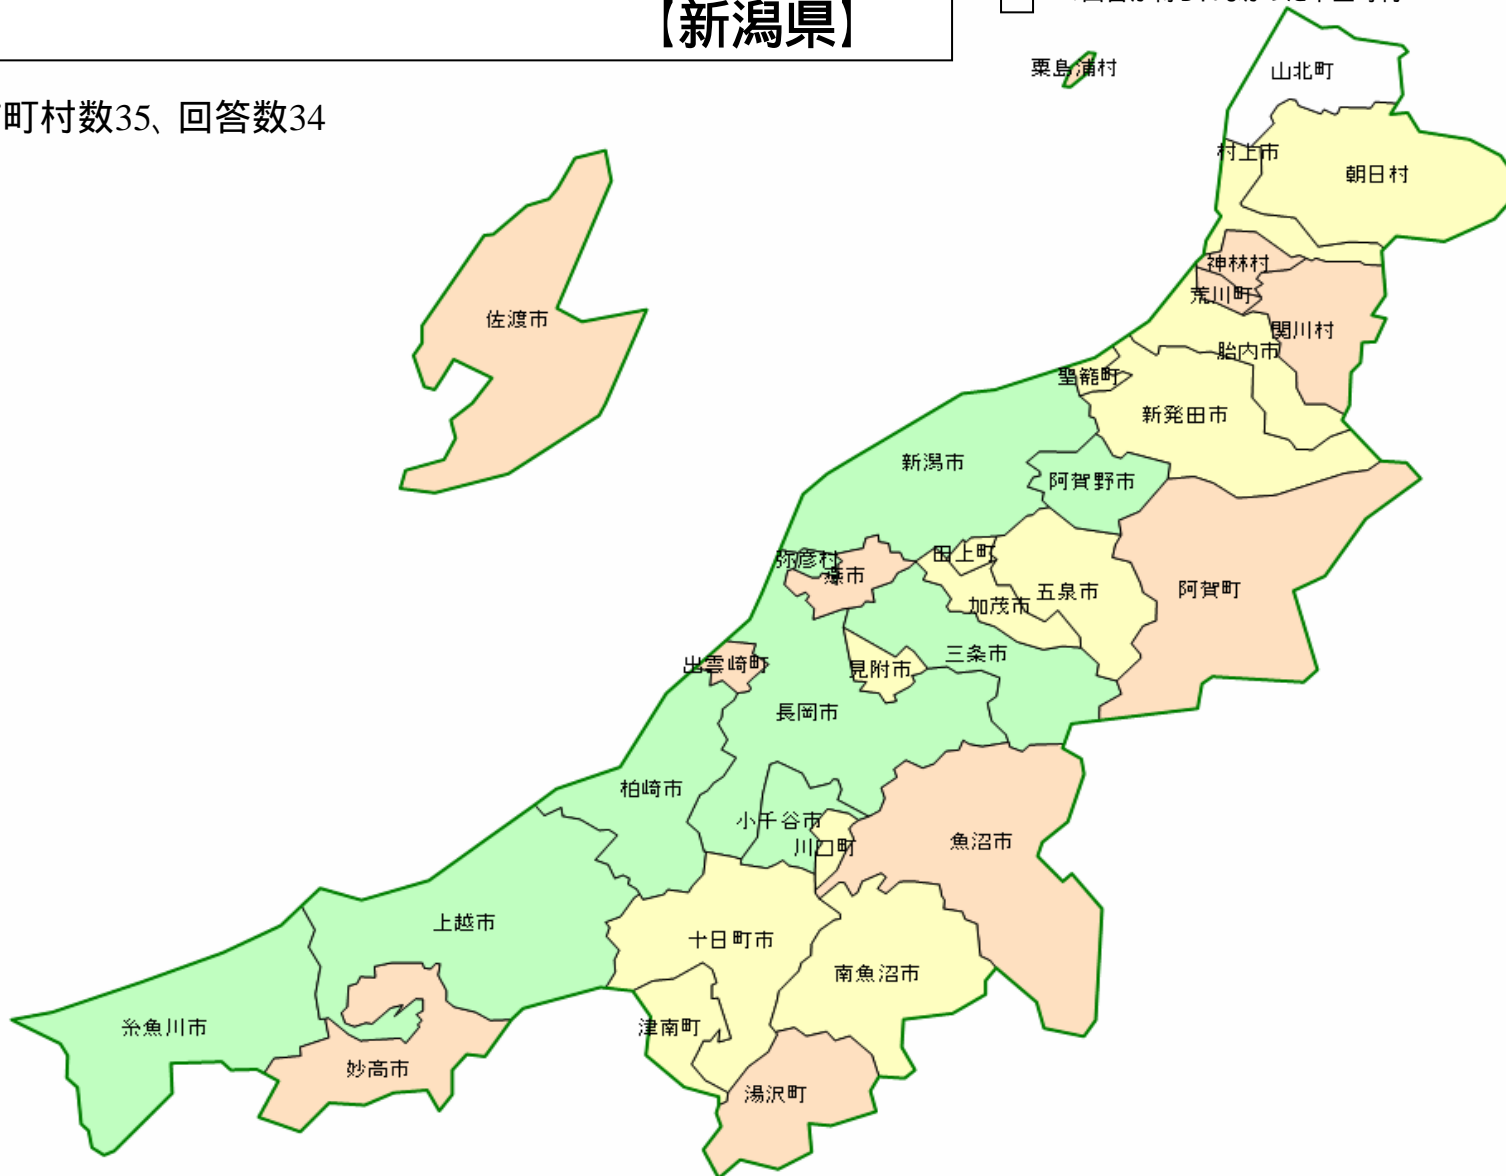 【新潟県】
町村数35、回答数34
粟島浦村
山北町
村上市
朝日村
神林村
荒川町
関川村
佐渡市
胎内市
聖籠町
新発田市
新潟市
阿賀野市
田上町
弥彦村
燕市
五泉市
阿賀町
加茂市
三条市
出雲崎町
見附市
長岡市
柏崎市
小千谷市
川口町
魚沼市
上越市
十日町市
南魚沼市
糸魚川市
津南町
妙高市
湯沢町